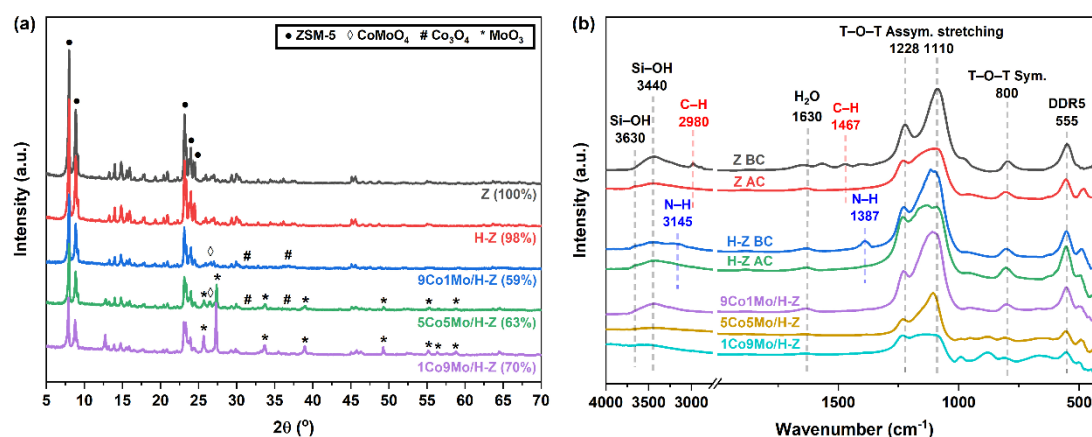 (a)
● ZSM-5 ◊ CoMoO₄ # Co₃O₄ * MoO₃
Z (100%)
H-Z (98%)
# #
9Co1Mo/H-Z (59%)
* ◊ * # * * # * * * *
5Co5Mo/H-Z (63%)
* * * * * * *
1Co9Mo/H-Z (70%)
Intensity (a.u.)
5 10 15 20 25 30 35 40 45 50 55 60 65 70
2θ (°)
(b)
T–O–T Assym. stretching
1228 1110
Si–OH
3440
Si–OH
3630
C–H
2980
H₂O
1630
C–H
1467
T–O–T Sym.
800
DDR5
555
Z BC
Z AC
N–H
3145
N–H
1387
H-Z BC
H-Z AC
9Co1Mo/H-Z
5Co5Mo/H-Z
1Co9Mo/H-Z
Intensity (a.u.)
4000 3500 3000 1500 1000 500
Wavenumber (cm⁻¹)